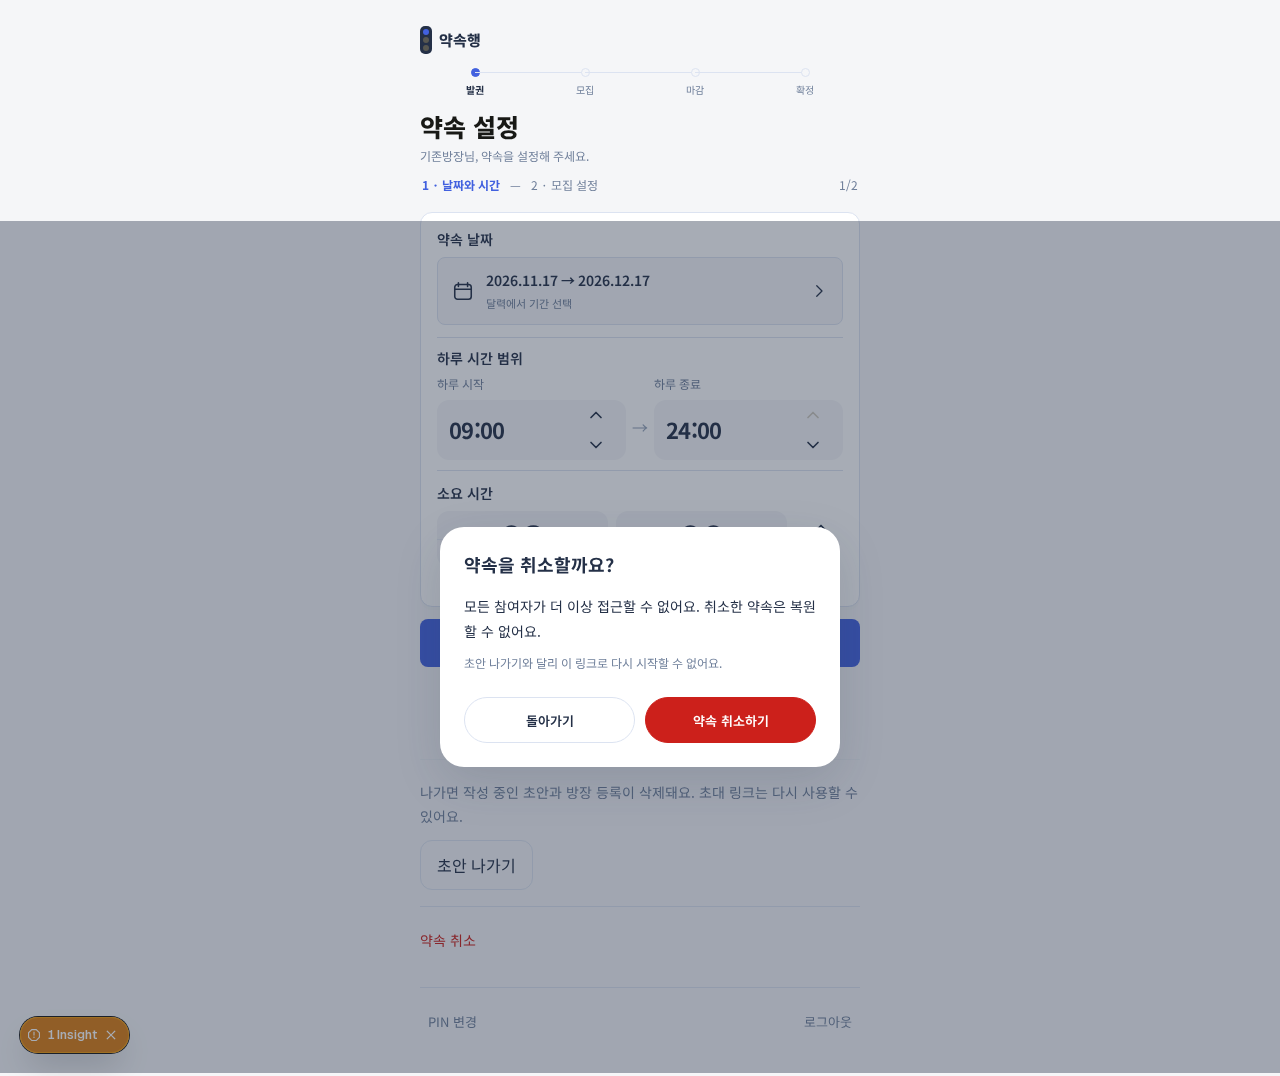 약속행
발권
모집
마감
확정
약속 설정
기존방장님, 약속을 설정해 주세요.
1 · 날짜와 시간 — 2 · 모집 설정
1/2
약속 날짜
2026.11.17 → 2026.12.17
달력에서 기간 선택
하루 시간 범위
하루 시작
하루 종료
09:00
→
24:00
소요 시간
약속을 취소할까요?
모든 참여자가 더 이상 접근할 수 없어요. 취소한 약속은 복원
할 수 없어요.
초안 나가기와 달리 이 링크로 다시 시작할 수 없어요.
돌아가기
약속 취소하기
나가면 작성 중인 초안과 방장 등록이 삭제돼요. 초대 링크는 다시 사용할 수
있어요.
초안 나가기
약속 취소
PIN 변경
로그아웃
1 Insight